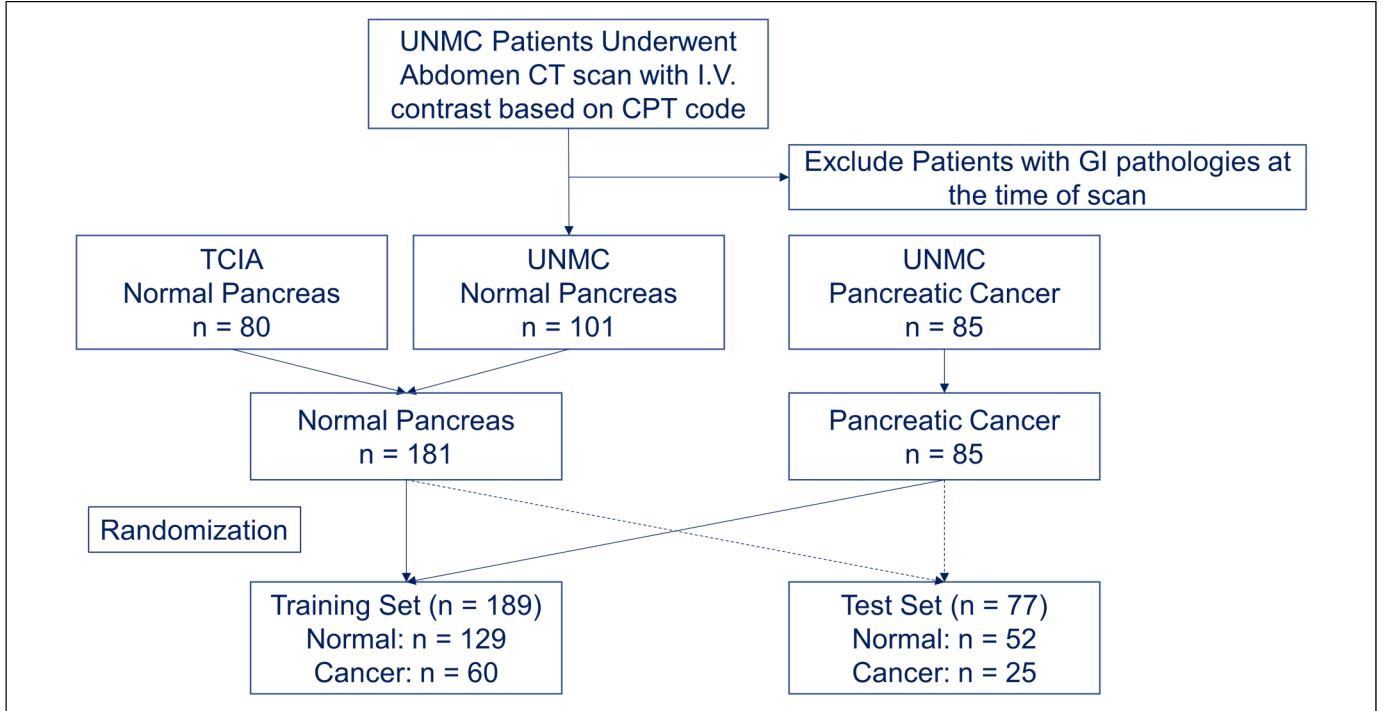 UNMC Patients Underwent
Abdomen CT scan with I.V.
contrast based on CPT code
Exclude Patients with GI pathologies at
the time of scan
TCIA
Normal Pancreas
n = 80
UNMC
Normal Pancreas
n = 101
UNMC
Pancreatic Cancer
n = 85
Normal Pancreas
n = 181
Pancreatic Cancer
n = 85
Randomization
Training Set (n = 189)
Normal: n = 129
Cancer: n = 60
Test Set (n = 77)
Normal: n = 52
Cancer: n = 25